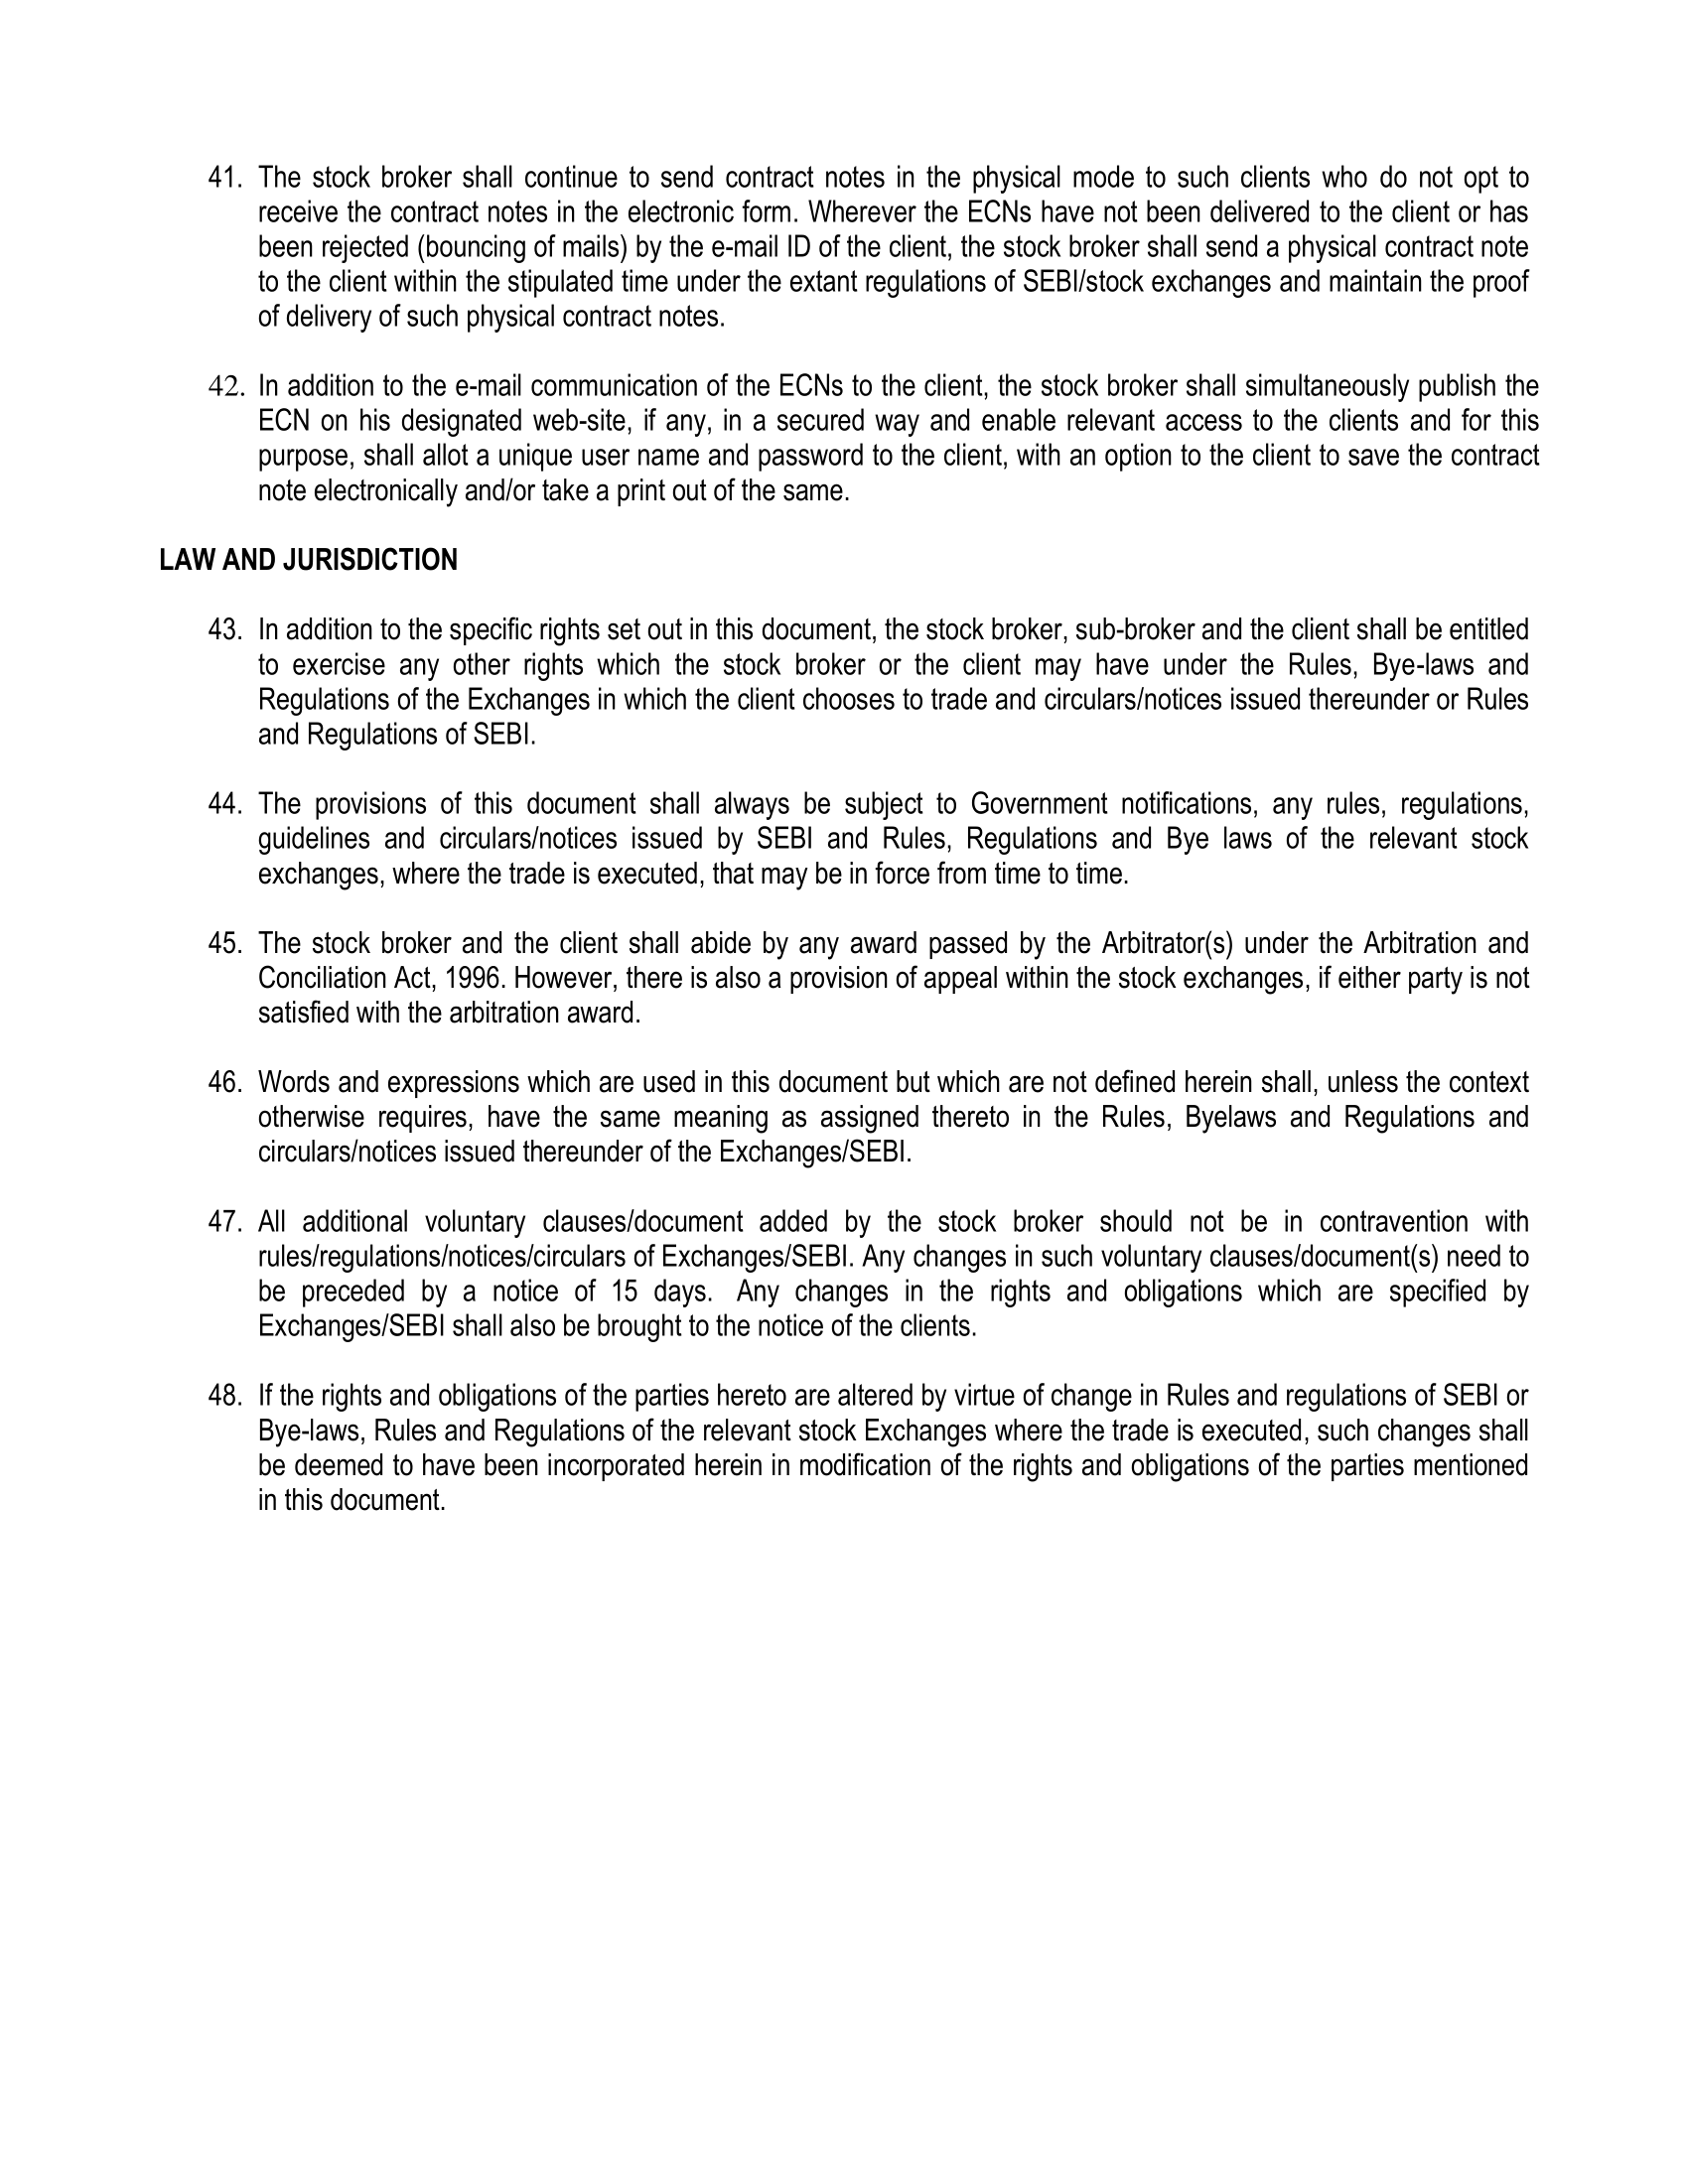 41. The stock broker shall continue to send contract notes in the physical mode to such clients who do not opt to
receive the contract notes in the electronic form. Wherever the ECNs have not been delivered to the client or has
been rejected (bouncing of mails) by the e-mail ID of the client, the stock broker shall send a physical contract note
to the client within the stipulated time under the extant regulations of SEBI/stock exchanges and maintain the proof
of delivery of such physical contract notes.
42. In addition to the e-mail communication of the ECNs to the client, the stock broker shall simultaneously publish the
ECN on his designated web-site, if any, in a secured way and enable relevant access to the clients and for this
purpose, shall allot a unique user name and password to the client, with an option to the client to save the contract
note electronically and/or take a print out of the same.
LAW AND JURISDICTION
43. In addition to the specific rights set out in this document, the stock broker, sub-broker and the client shall be entitled
to exercise any other rights which the stock broker or the client may have under the Rules, Bye-laws and
Regulations of the Exchanges in which the client chooses to trade and circulars/notices issued thereunder or Rules
and Regulations of SEBI.
44. The provisions of this document shall always be subject to Government notifications, any rules, regulations,
guidelines and circulars/notices issued by SEBI and Rules, Regulations and Bye laws of the relevant stock
exchanges, where the trade is executed, that may be in force from time to time.
45. The stock broker and the client shall abide by any award passed by the Arbitrator(s) under the Arbitration and
Conciliation Act, 1996. However, there is also a provision of appeal within the stock exchanges, if either party is not
satisfied with the arbitration award.
46. Words and expressions which are used in this document but which are not defined herein shall, unless the context
otherwise requires, have the same meaning as assigned thereto in the Rules, Byelaws and Regulations and
circulars/notices issued thereunder of the Exchanges/SEBI.
47. All additional voluntary clauses/document added by the stock broker should not be in contravention with
rules/regulations/notices/circulars of Exchanges/SEBI. Any changes in such voluntary clauses/document(s) need to
be preceded by a notice of 15 days. Any changes in the rights and obligations which are specified by
Exchanges/SEBI shall also be brought to the notice of the clients.
48. If the rights and obligations of the parties hereto are altered by virtue of change in Rules and regulations of SEBI or
Bye-laws, Rules and Regulations of the relevant stock Exchanges where the trade is executed, such changes shall
be deemed to have been incorporated herein in modification of the rights and obligations of the parties mentioned
in this document.